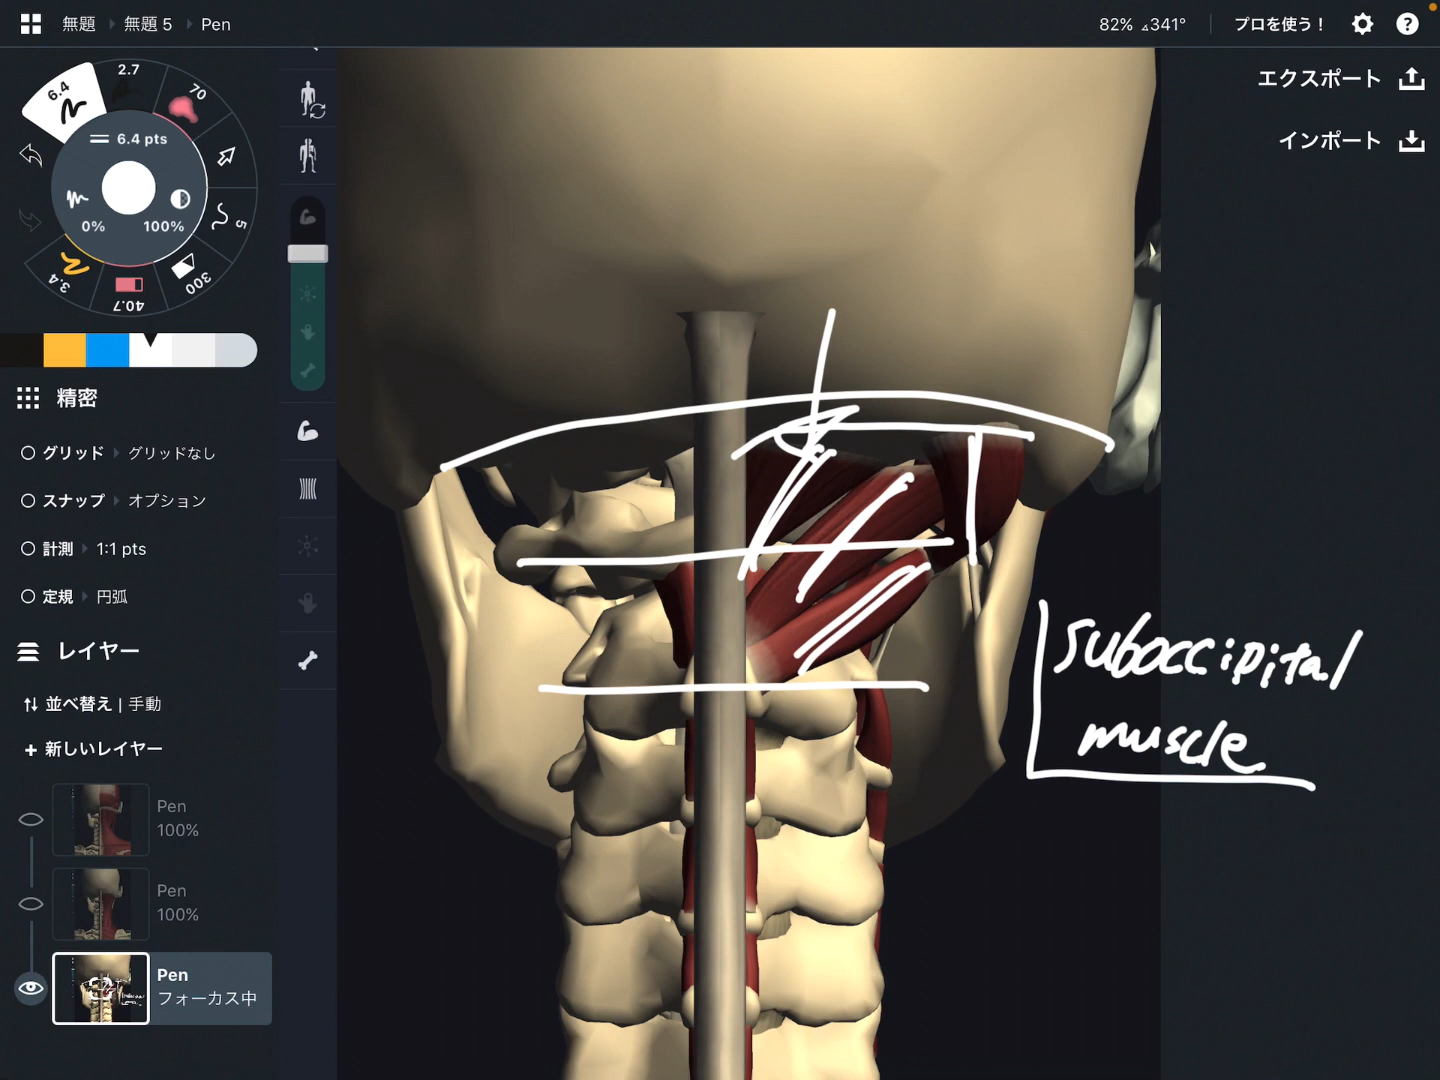 無題 無題 5 Pen
82% ⊿341° プロを使う！
エクスポート
インポート
2.7
6.4
70
6.4 pts
0% 100%
5
300
40.7
3.4
精密
グリッド グリッドなし
スナップ オプション
計測 1:1 pts
定規 円弧
レイヤー
並べ替え | 手動
+ 新しいレイヤー
Pen
100%
Pen
100%
Pen
フォーカス中
suboccipital
muscle